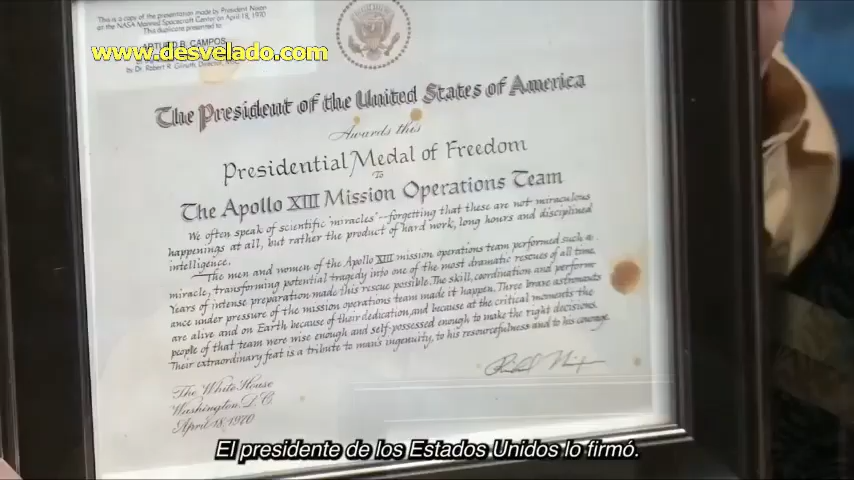 This is a copy of the presentation made by President Nixon
at the NASA Manned Spacecraft Center on April 18, 1970
This duplicate presented to
ARTURO B. CAMPOS
www.desvelado.com
by Dr. Robert R. Gilruth, Director,
The President of the United States of America
Awards this
Presidential Medal of Freedom
To
The Apollo XIII Mission Operations Team
We often speak of scientific 'miracles'--forgetting that these are not miraculous
happenings at all, but rather the product of hard work, long hours and disciplined
intelligence.
The men and women of the Apollo XIII mission operations team performed such a
miracle, transforming potential tragedy into one of the most dramatic rescues of all time.
Years of intense preparation made this rescue possible. The skill, coordination and perform-
ance under pressure of the mission operations team made it happen. Three brave astronauts
are alive and on Earth because of their dedication, and because at the critical moments the
people of that team were wise enough and self-possessed enough to make the right decisions.
Their extraordinary feat is a tribute to man's ingenuity, to his resourcefulness and to his courage.
The White House
Washington, D.C.
April 18, 1970
El presidente de los Estados Unidos lo firmó.